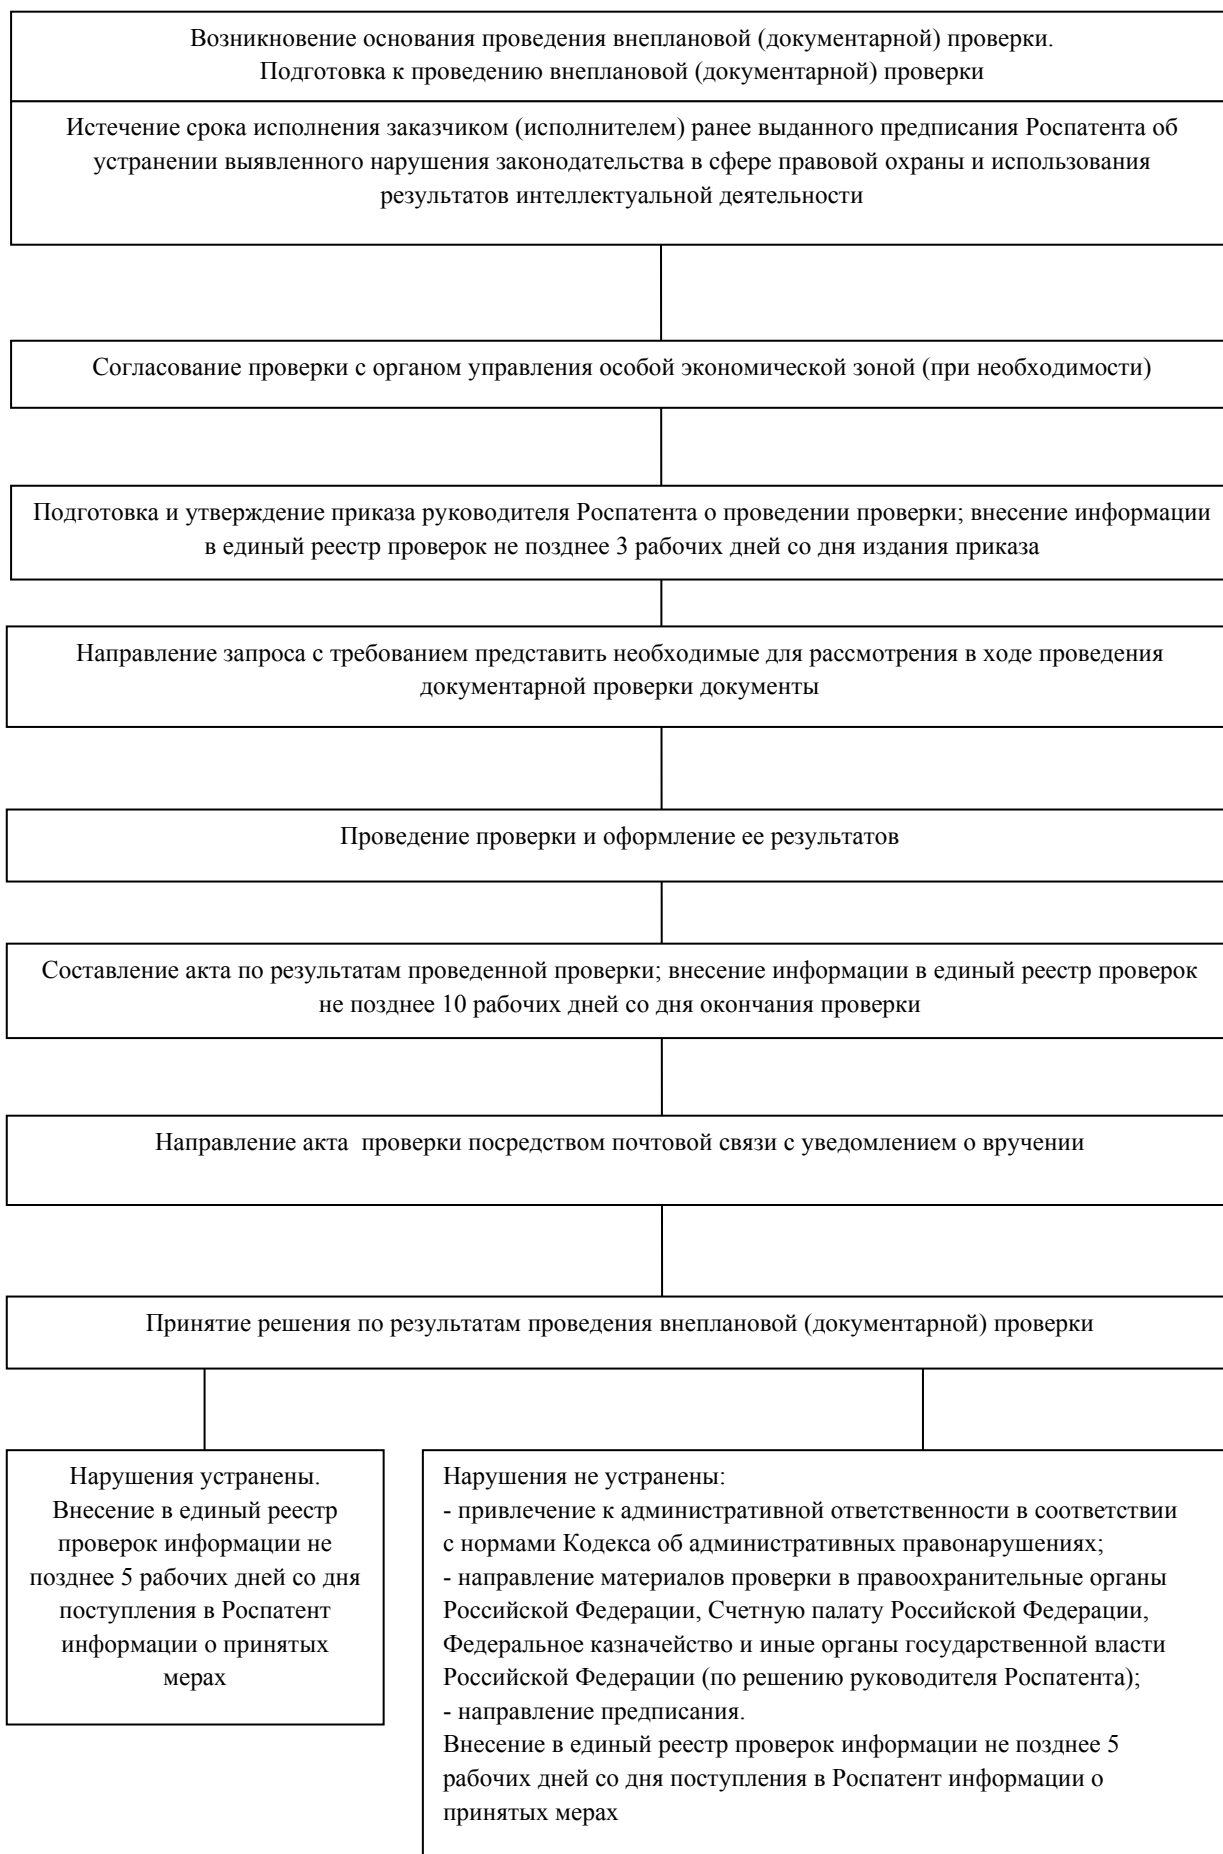 Возникновение основания проведения внеплановой (документарной) проверки.
Подготовка к проведению внеплановой (документарной) проверки
Истечение срока исполнения заказчиком (исполнителем) ранее выданного предписания Роспатента об
устранении выявленного нарушения законодательства в сфере правовой охраны и использования
результатов интеллектуальной деятельности
Согласование проверки с органом управления особой экономической зоной (при необходимости)
Подготовка и утверждение приказа руководителя Роспатента о проведении проверки; внесение информации
в единый реестр проверок не позднее 3 рабочих дней со дня издания приказа
Направление запроса с требованием представить необходимые для рассмотрения в ходе проведения
документарной проверки документы
Проведение проверки и оформление ее результатов
Составление акта по результатам проведенной проверки; внесение информации в единый реестр проверок
не позднее 10 рабочих дней со дня окончания проверки
Направление акта  проверки посредством почтовой связи с уведомлением о вручении
Принятие решения по результатам проведения внеплановой (документарной) проверки
Нарушения устранены.
Внесение в единый реестр
проверок информации не
позднее 5 рабочих дней со дня
поступления в Роспатент
информации о принятых
мерах
Нарушения не устранены:
- привлечение к административной ответственности в соответствии
с нормами Кодекса об административных правонарушениях;
- направление материалов проверки в правоохранительные органы
Российской Федерации, Счетную палату Российской Федерации,
Федеральное казначейство и иные органы государственной власти
Российской Федерации (по решению руководителя Роспатента);
- направление предписания.
Внесение в единый реестр проверок информации не позднее 5
рабочих дней со дня поступления в Роспатент информации о
принятых мерах